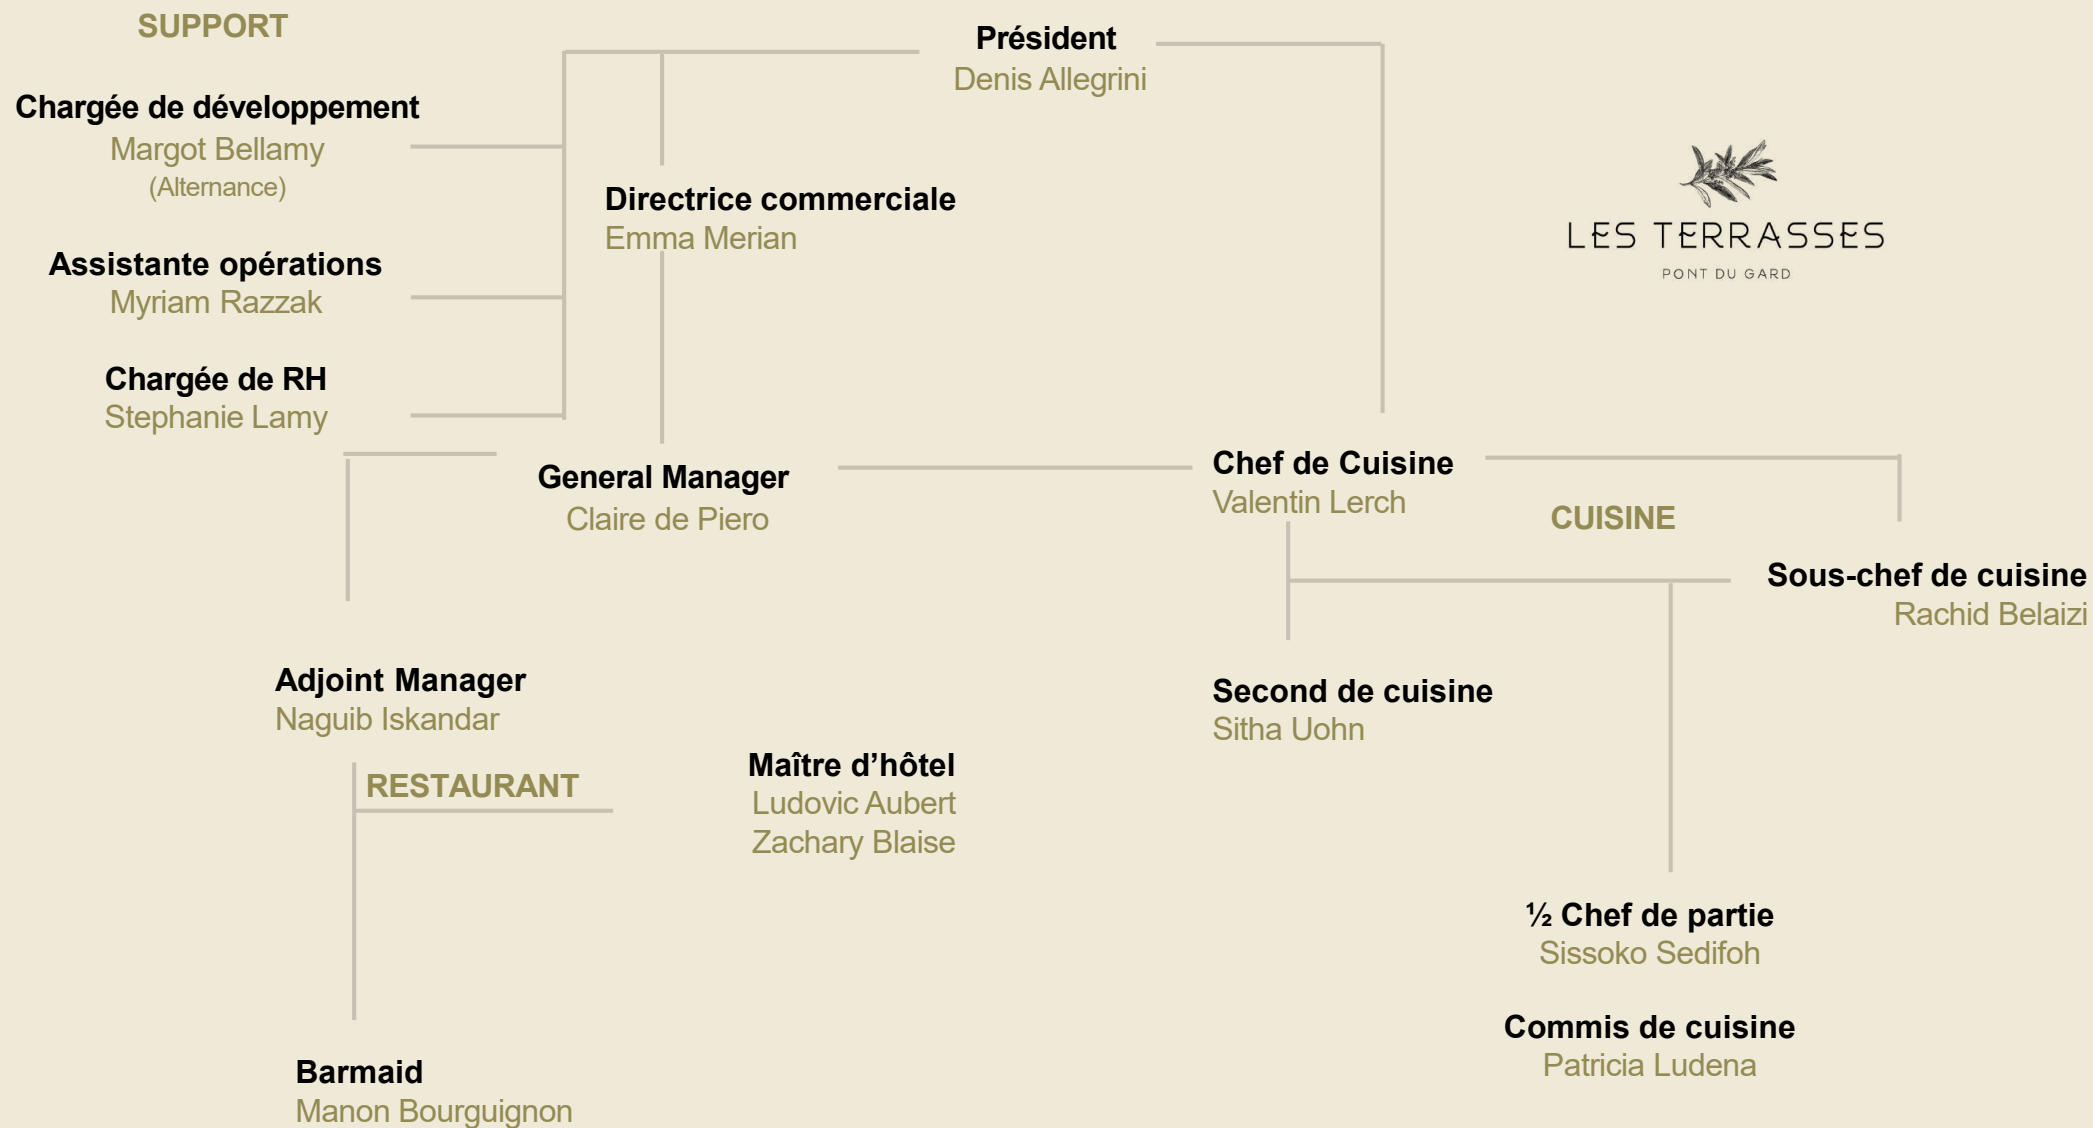 SUPPORT
Président
Denis Allegrini
Chargée de développement
Margot Bellamy
(Alternance)
Directrice commerciale
Emma Merian
LES TERRASSES
PONT DU GARD
Assistante opérations
Myriam Razzak
Chargée de RH
Stephanie Lamy
General Manager
Claire de Piero
Chef de Cuisine
Valentin Lerch
CUISINE
Sous-chef de cuisine
Rachid Belaizi
Adjoint Manager
Naguib Iskandar
Second de cuisine
Sitha Uohn
RESTAURANT
Maître d’hôtel
Ludovic Aubert
Zachary Blaise
½ Chef de partie
Sissoko Sedifoh
Commis de cuisine
Patricia Ludena
Barmaid
Manon Bourguignon